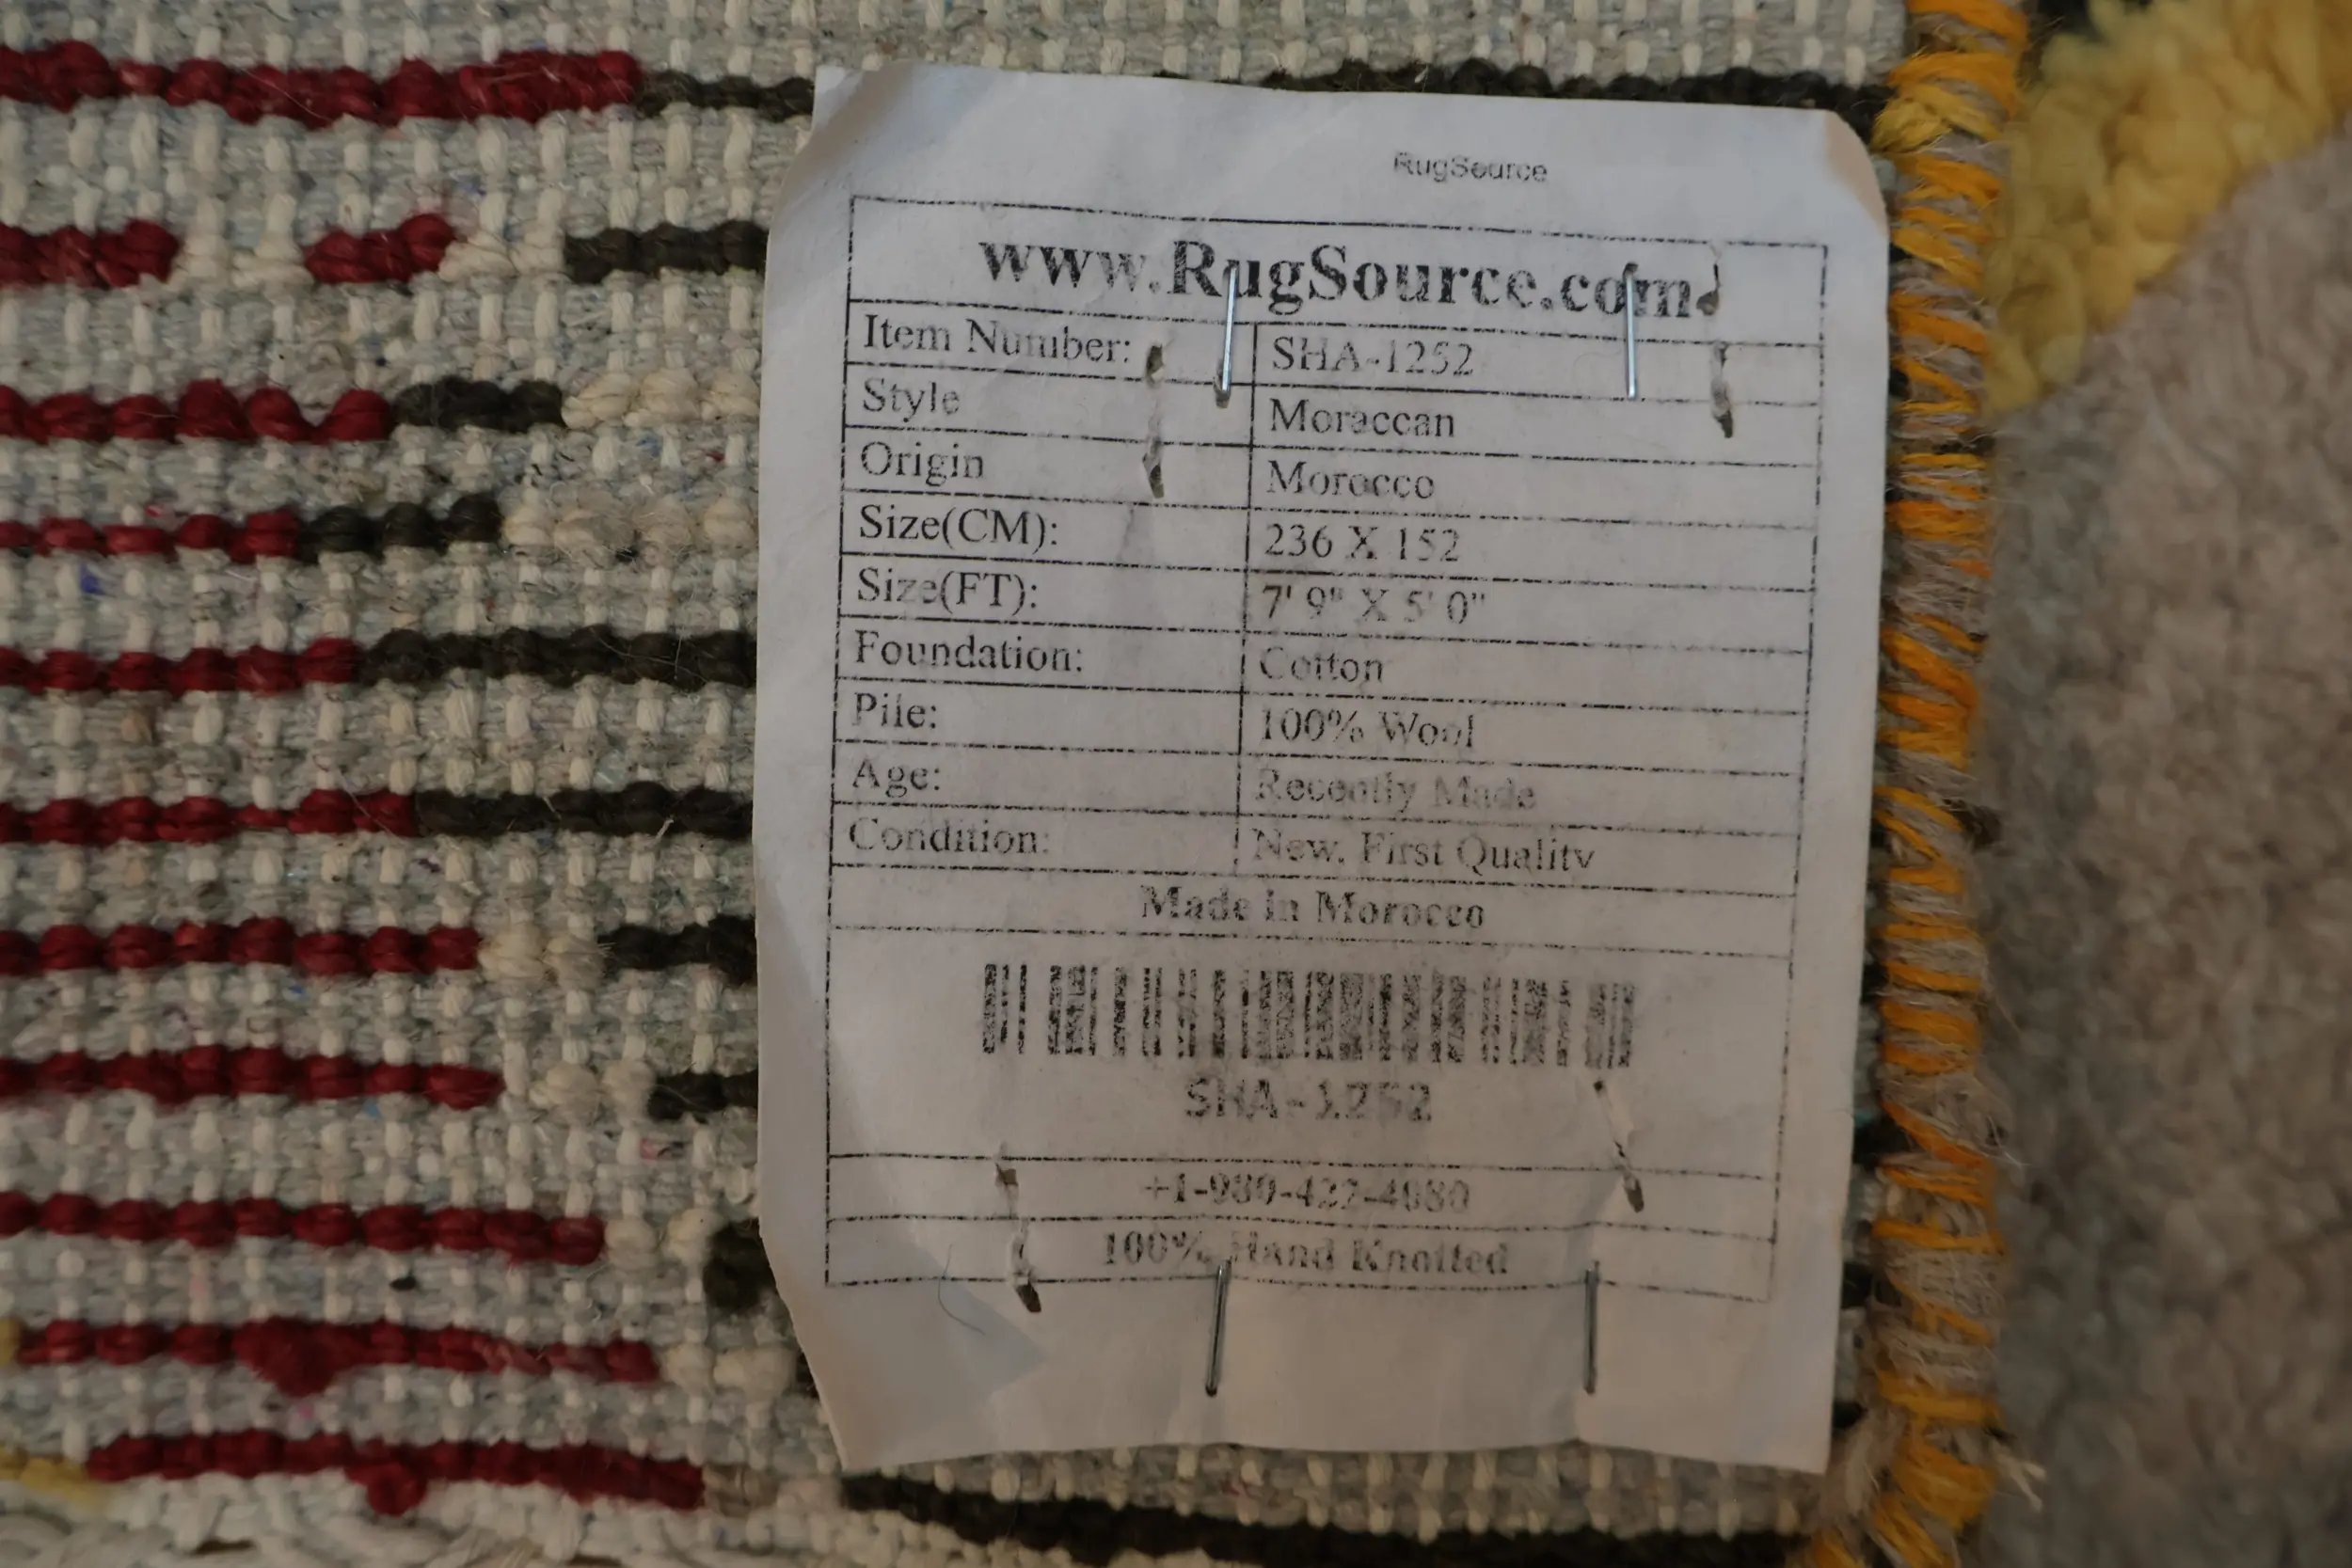 RugSource
www.RugSource.com
Item Number: SHA-1252
Style Moraccan
Origin Morocco
Size(CM): 236 X 152
Size(FT): 7' 9" X 5' 0"
Foundation: Cotton
Pile: 100% Wool
Age: Recently Made
Condition: New, First Quality
Made in Morocco
SHA-1252
100% Hand Knotted